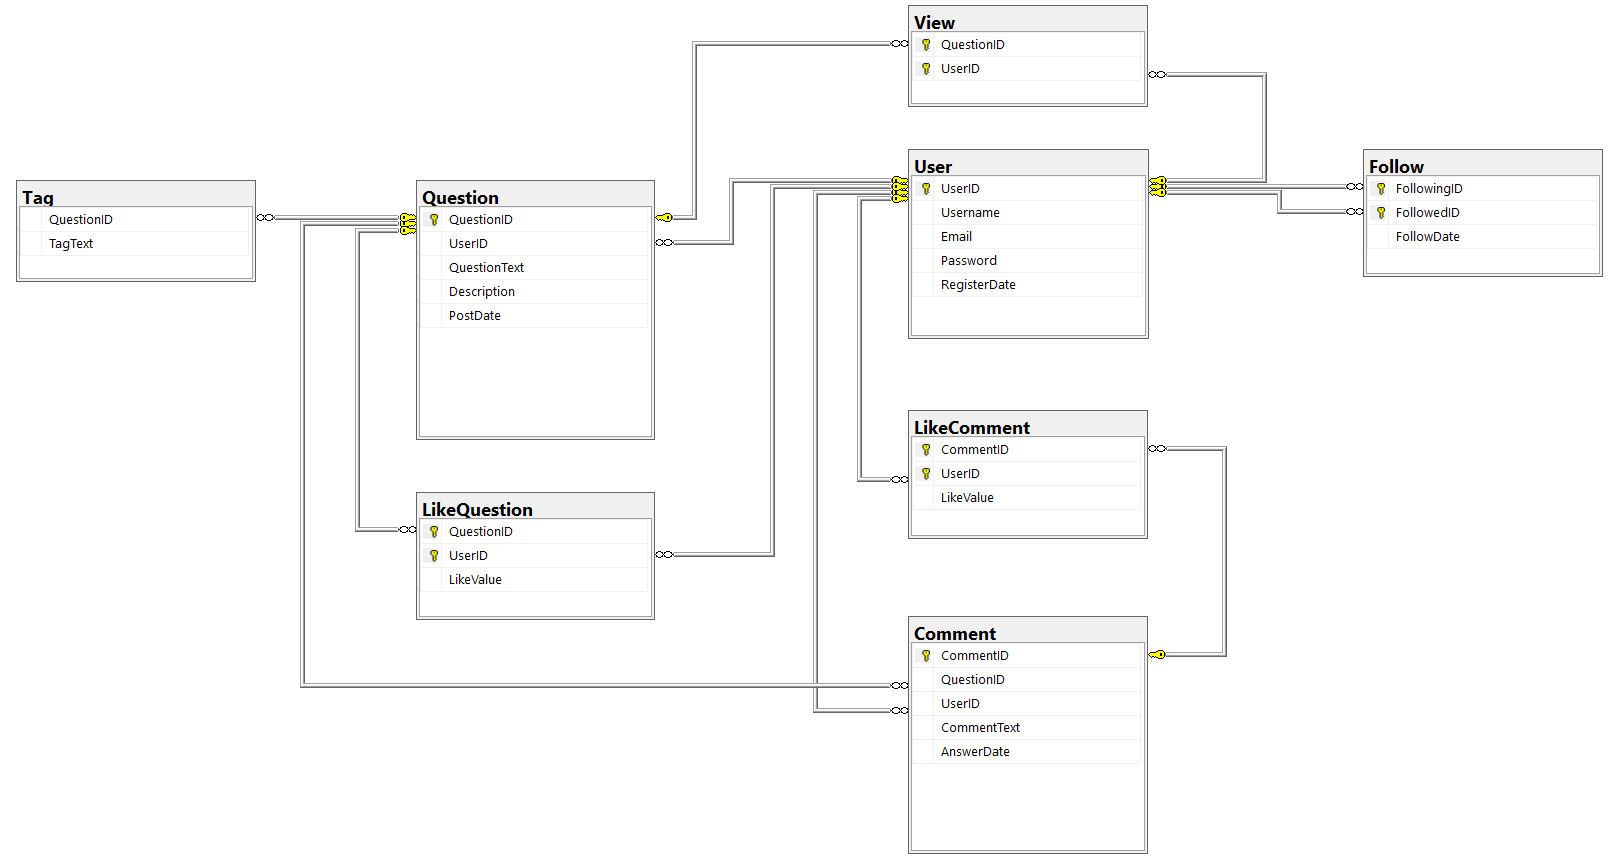 View
QuestionID
UserID
User
UserID
Username
Email
Password
RegisterDate
Follow
FollowingID
FollowedID
FollowDate
Tag
QuestionID
TagText
Question
QuestionID
UserID
QuestionText
Description
PostDate
LikeComment
CommentID
UserID
LikeValue
LikeQuestion
QuestionID
UserID
LikeValue
Comment
CommentID
QuestionID
UserID
CommentText
AnswerDate